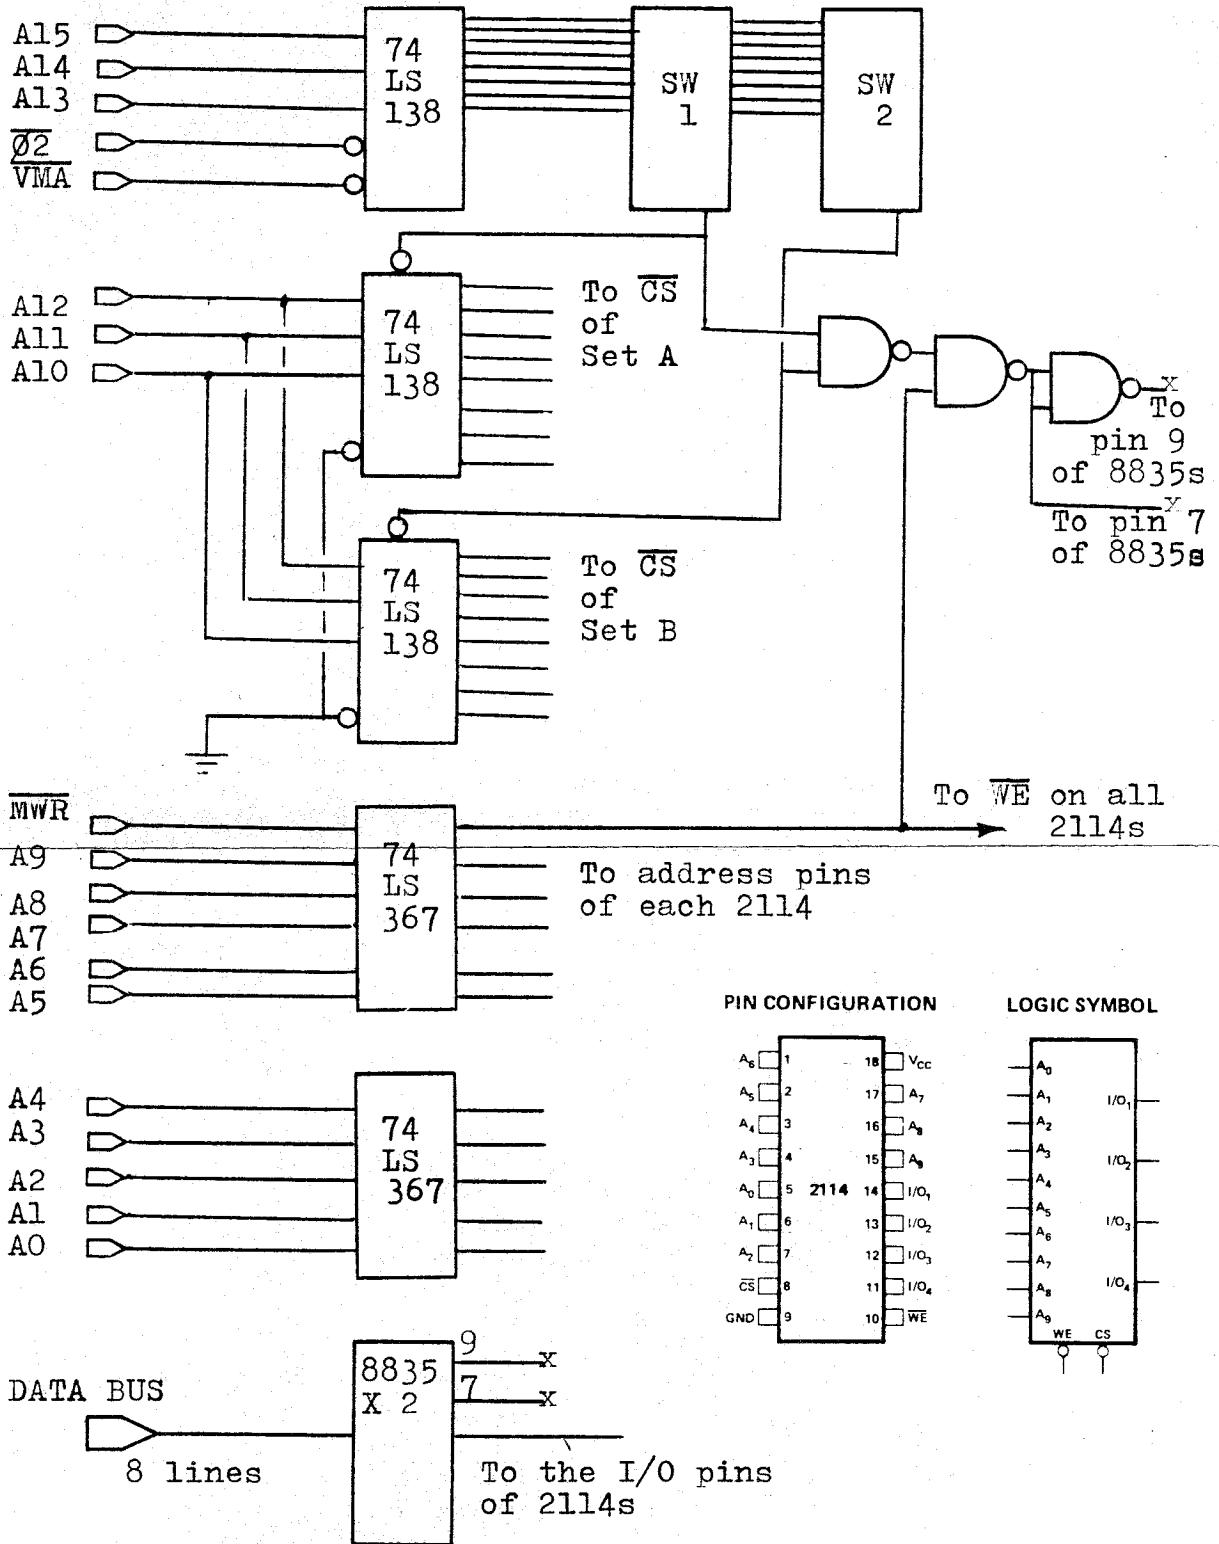 A15
A14
A13
Ø2
VMA
74
LS
138
SW
1
SW
2
A12
A11
A10
74
LS
138
To CS
of
Set A
x
To
pin 9
of 8835s
x
To pin 7
of 8835s
74
LS
138
To CS
of
Set B
MWR
A9
A8
A7
A6
A5
74
LS
367
To WE on all
2114s
To address pins
of each 2114
A4
A3
A2
A1
A0
74
LS
367
PIN CONFIGURATION
A6 1 18 VCC
A5 2 17 A7
A4 3 16 A8
A3 4 15 A9
A0 5 2114 14 I/O1
A1 6 13 I/O2
A2 7 12 I/O3
CS 8 11 I/O4
GND 9 10 WE
LOGIC SYMBOL
A0
A1
A2
A3
A4
A5
A6
A7
A8
A9
I/O1
I/O2
I/O3
I/O4
WE CS
DATA BUS
8 lines
8835
X 2
9 x
7 x
To the I/O pins
of 2114s